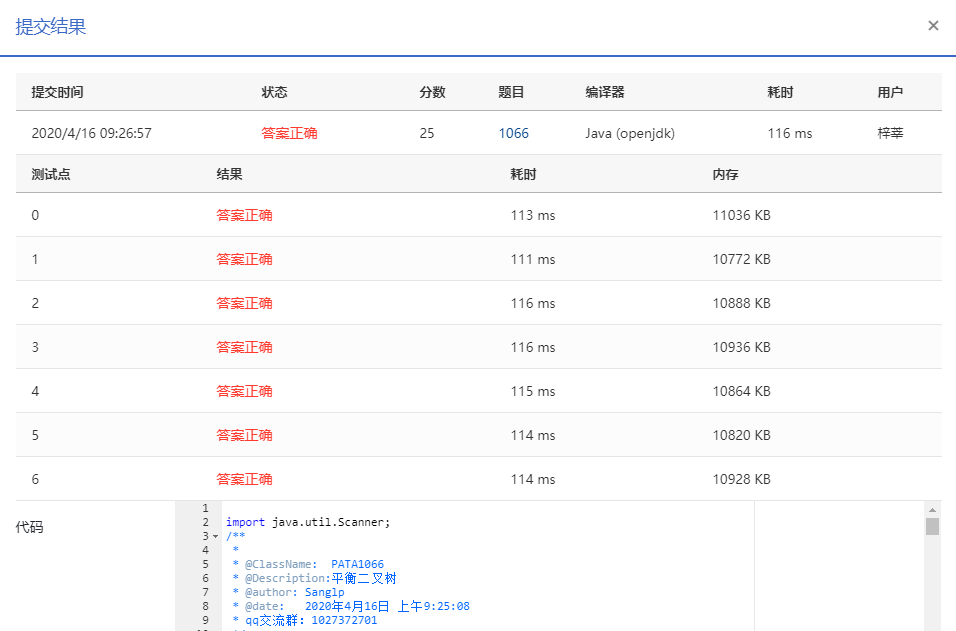 提交结果
×
提交时间 状态 分数 题目 编译器 耗时 用户
2020/4/16 09:26:57 答案正确 25 1066 Java (openjdk) 116 ms 梓莘
测试点 结果 耗时 内存
0 答案正确 113 ms 11036 KB
1 答案正确 111 ms 10772 KB
2 答案正确 116 ms 10888 KB
3 答案正确 116 ms 10936 KB
4 答案正确 115 ms 10864 KB
5 答案正确 114 ms 10820 KB
6 答案正确 114 ms 10928 KB
代码
1
2 import java.util.Scanner;
3 /**
4 *
5 * @ClassName: PATA1066
6 * @Description:平衡二叉树
7 * @author: Sanglp
8 * @date: 2020年4月16日 上午9:25:08
9 * qq交流群: 1027372701